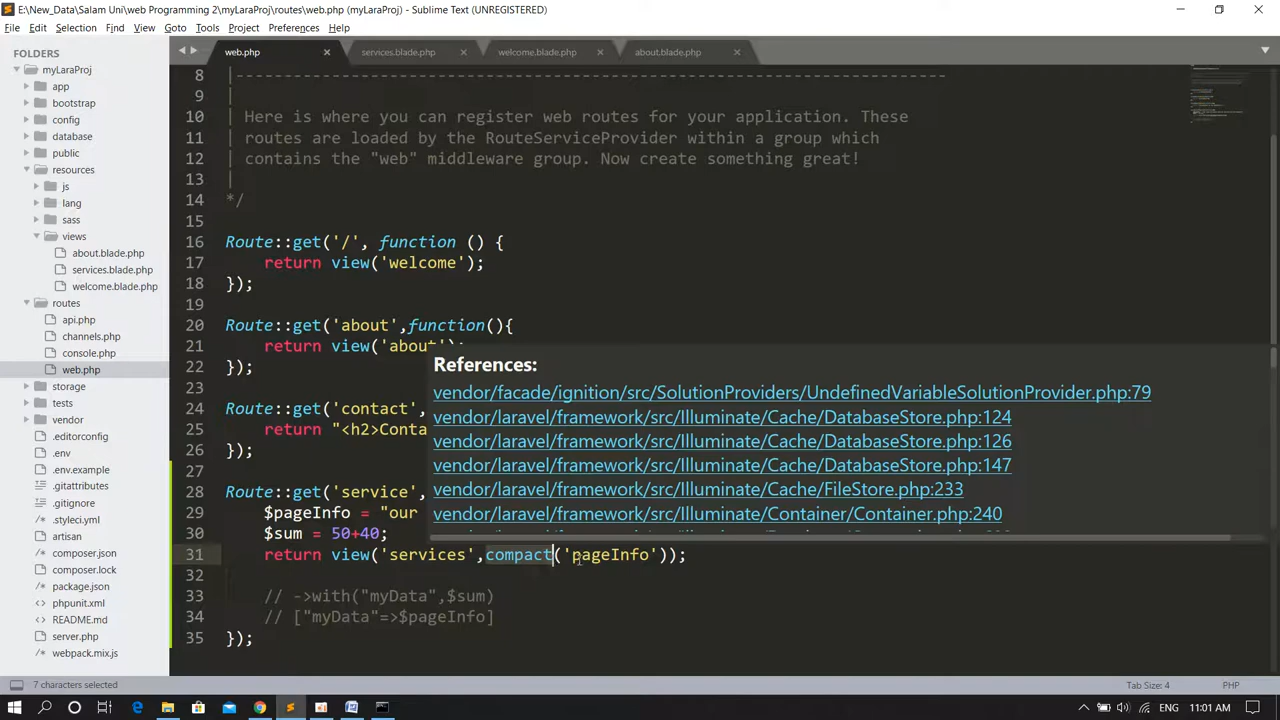 E:\New_Data\Salam Uni\web Programming 2\myLaraProj\routes\web.php (myLaraProj) - Sublime Text (UNREGISTERED)
File Edit Selection Find View Goto Tools Project Preferences Help
FOLDERS
myLaraProj
app
bootstrap
config
database
public
resources
js
lang
sass
views
about.blade.php
services.blade.php
welcome.blade.php
routes
api.php
channels.php
console.php
web.php
storage
tests
vendor
.editorconfig
.env
.env.example
.gitattributes
.gitignore
.styleci.yml
artisan
composer.json
composer.lock
package.json
phpunit.xml
README.md
server.php
webpack.mix.js
web.php services.blade.php welcome.blade.php about.blade.php
8 |--------------------------------------------------------------------------
9 |
10 | Here is where you can register web routes for your application. These
11 | routes are loaded by the RouteServiceProvider within a group which
12 | contains the "web" middleware group. Now create something great!
13 |
14 */
15
16 Route::get('/', function () {
17 return view('welcome');
18 });
19
20 Route::get('about',function(){
21 return view('about');
22 });
23
24 Route::get('contact',
25 return "<h2>Conta
26 });
27
28 Route::get('service',
29 $pageInfo = "our
30 $sum = 50+40;
31 return view('services',compact('pageInfo'));
32
33 // ->with("myData",$sum)
34 // ["myData"=>$pageInfo]
35 });
References:
vendor/facade/ignition/src/SolutionProviders/UndefinedVariableSolutionProvider.php:79
vendor/laravel/framework/src/Illuminate/Cache/DatabaseStore.php:124
vendor/laravel/framework/src/Illuminate/Cache/DatabaseStore.php:126
vendor/laravel/framework/src/Illuminate/Cache/DatabaseStore.php:147
vendor/laravel/framework/src/Illuminate/Cache/FileStore.php:233
vendor/laravel/framework/src/Illuminate/Container/Container.php:240
7 characters selected Tab Size: 4 PHP
ENG 11:01 AM